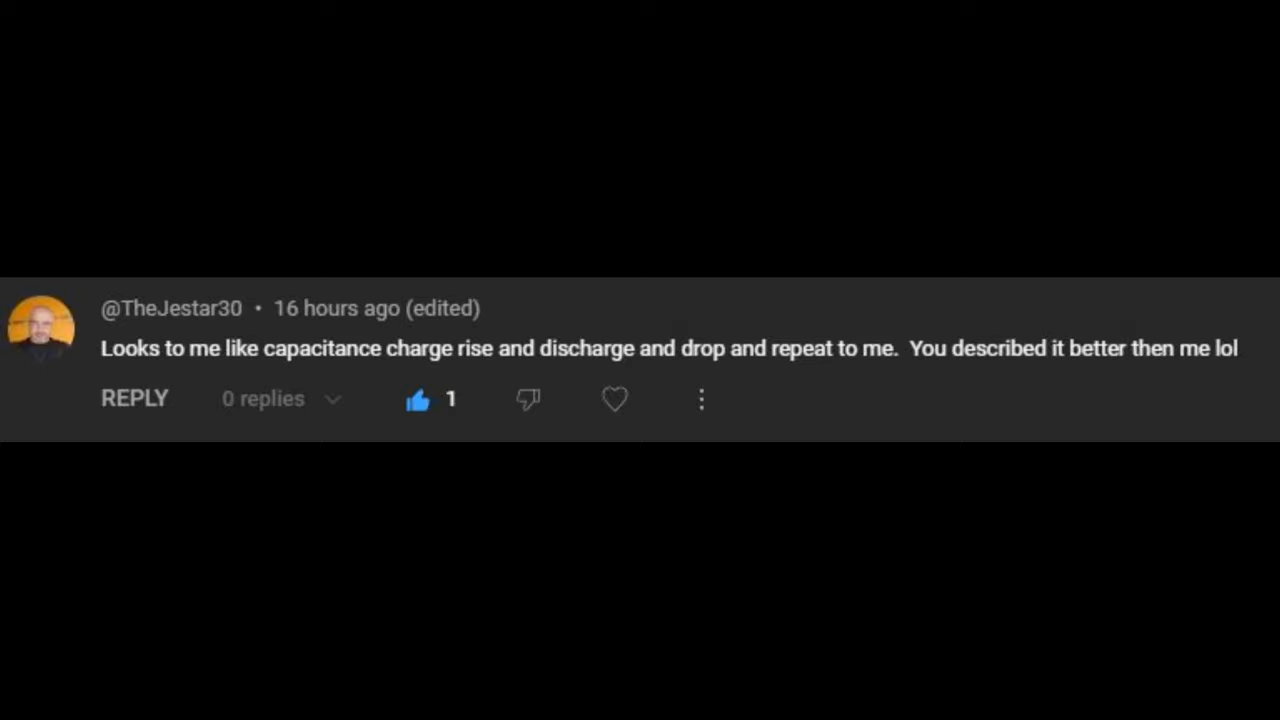 @TheJestar30 • 16 hours ago (edited)
Looks to me like capacitance charge rise and discharge and drop and repeat to me.  You described it better then me lol
REPLY 0 replies 1